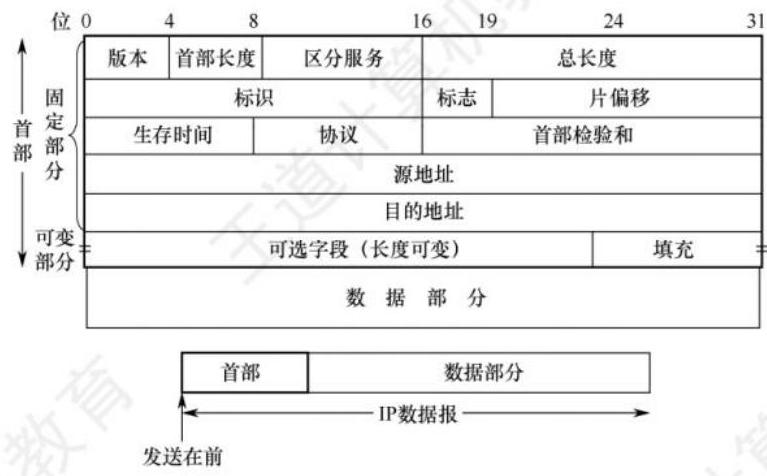 位 0 4 8 16 19 24 31
版本 首部长度 区分服务 总长度
标识 标志 片偏移
生存时间 协议 首部检验和
源地址
目的地址
可选字段（长度可变） 填充
数据部分
首部
固定部分
可变部分
首部 数据部分
IP数据报
发送在前
王道计算机教育
教育